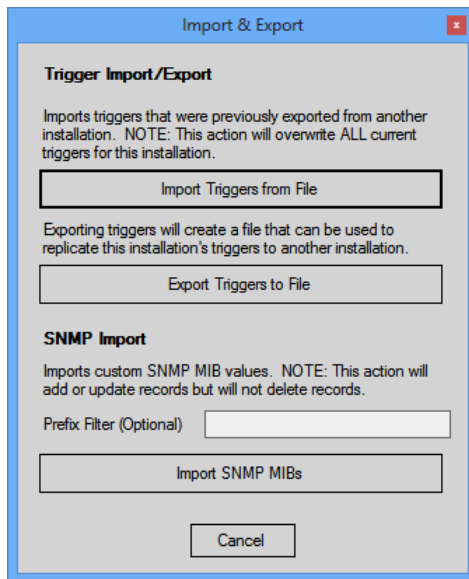 Import & Export
x
Trigger Import/Export
Imports triggers that were previously exported from another
installation.  NOTE: This action will overwrite ALL current
triggers for this installation.
Import Triggers from File
Exporting triggers will create a file that can be used to
replicate this installation's triggers to another installation.
Export Triggers to File
SNMP Import
Imports custom SNMP MIB values.  NOTE: This action will
add or update records but will not delete records.
Prefix Filter (Optional)
Import SNMP MIBs
Cancel